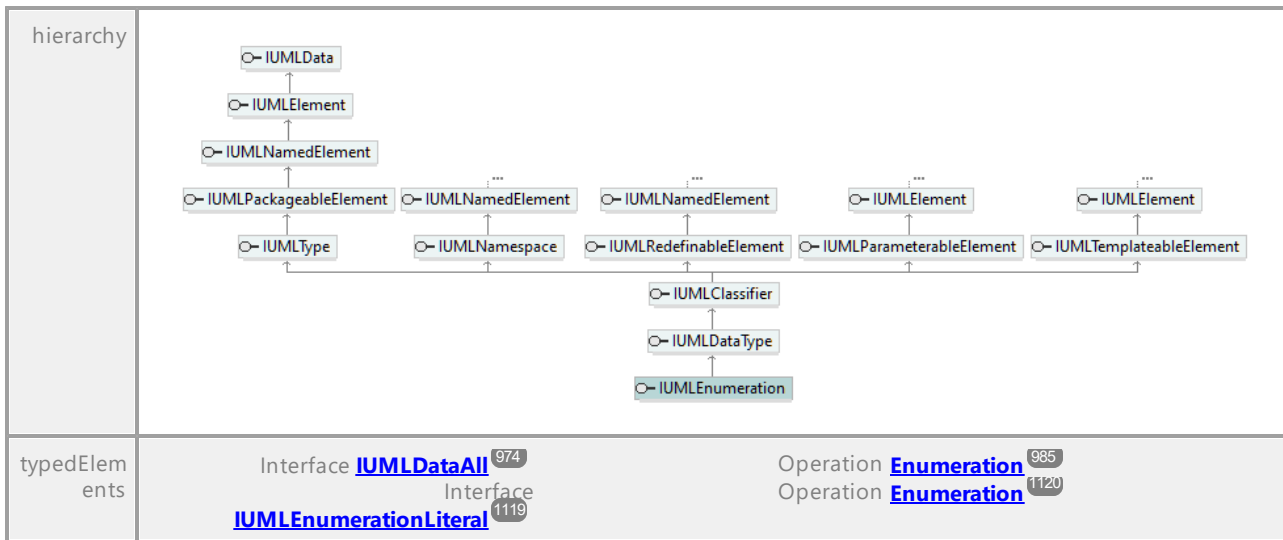 hierarchy
IUMLData
IUMLElement
IUMLNamedElement
... ... ... ...
IUMLPackageableElement IUMLNamedElement IUMLNamedElement IUMLElement IUMLElement
IUMLType IUMLNamespace IUMLRedefinableElement IUMLParameterableElement IUMLTemplateableElement
IUMLClassifier
IUMLDataType
IUMLEnumeration
typedElem
ents
Interface IUMLDataAll 974
Interface
IUMLEnumerationLiteral 1119
Operation Enumeration 985
Operation Enumeration 1120